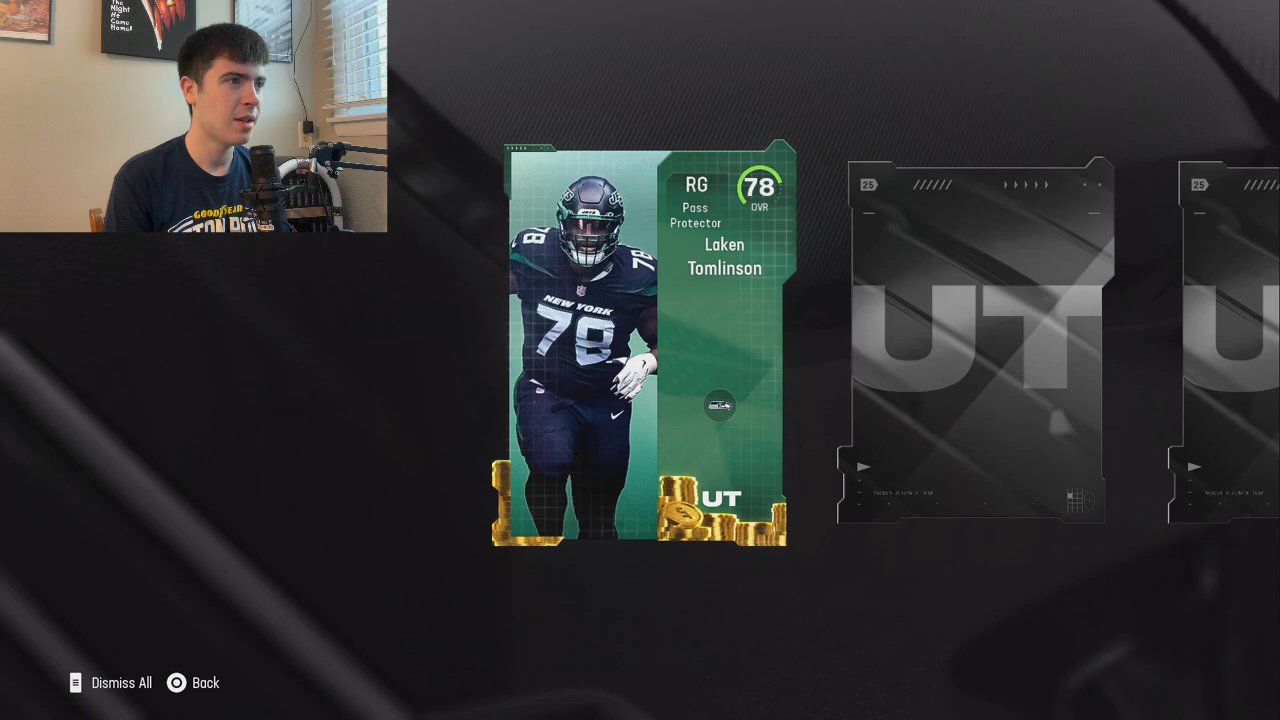 The
Night
He
Came
Home!
GOODYEAR
RG
78
OVR
Pass
Protector
Laken
Tomlinson
78
78
NEW YORK
78
UT
25
UT
25
Dismiss All
Back